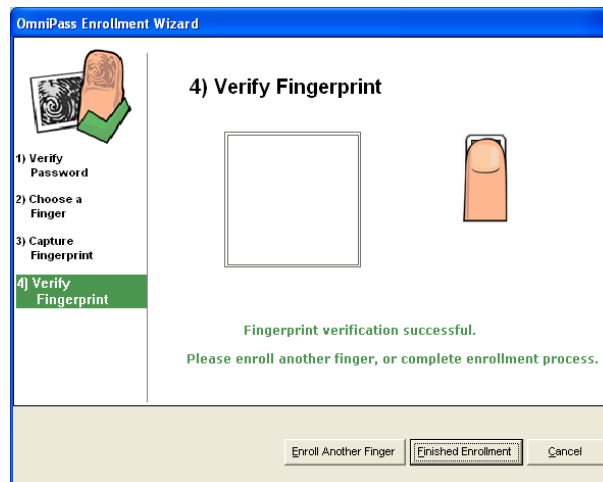 OmniPass Enrollment Wizard
4) Verify Fingerprint
1) Verify
Password
2) Choose a
Finger
3) Capture
Fingerprint
4) Verify
Fingerprint
Fingerprint verification successful.
Please enroll another finger, or complete enrollment process.
Enroll Another Finger
Finished Enrollment
Cancel